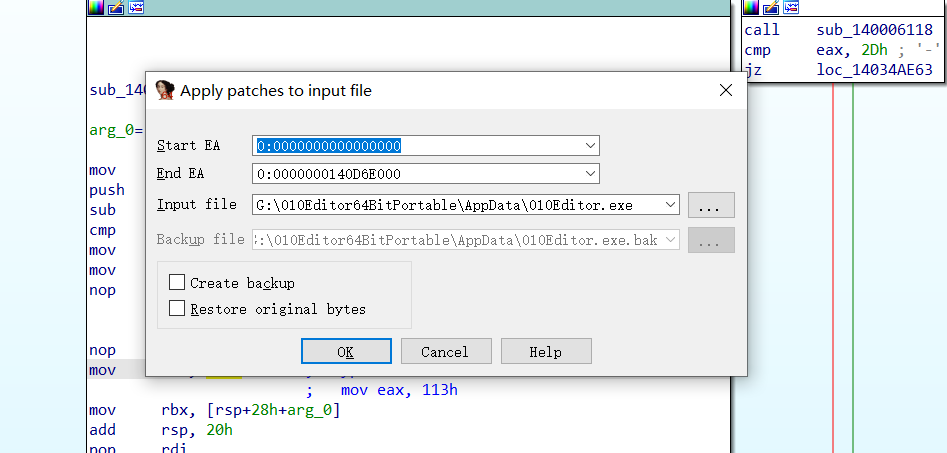 call sub_140006118
cmp eax, 2Dh ; '-'
jz loc_14034AE63
sub_14
Apply patches to input file
arg_0=
Start EA 0:0000000000000000
End EA 0:0000000140D6E000
mov
push
Input file G:\010Editor64BitPortable\AppData\010Editor.exe ...
sub
cmp
Backup file :\010Editor64BitPortable\AppData\010Editor.exe.bak ...
mov
mov
Create backup
nop
Restore original bytes
nop
OK Cancel Help
mov
; mov eax, 113h
mov rbx, [rsp+28h+arg_0]
add rsp, 20h
pop rdi